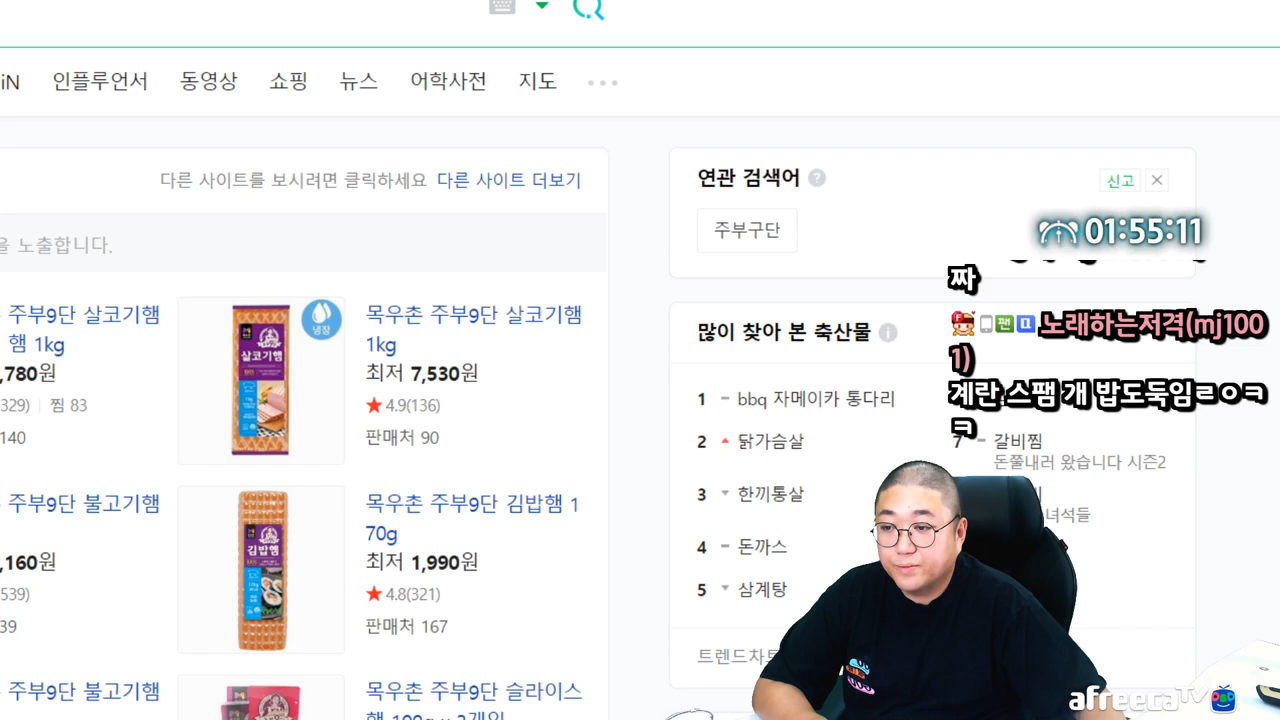 iN 인플루언서 동영상 쇼핑 뉴스 어학사전 지도
다른 사이트를 보시려면 클릭하세요 다른 사이트 더보기
을 노출합니다.
주부9단 살코기햄
햄 1kg
,780원
329) 찜 83
140
냉장
살코기햄
목우촌 주부9단 살코기햄
1kg
최저 7,530원
4.9(136)
판매처 90
주부9단 불고기햄
,160원
539)
39
김밥햄
목우촌 주부9단 김밥햄 1
70g
최저 1,990원
4.8(321)
판매처 167
주부9단 불고기햄
목우촌 주부9단 슬라이스
연관 검색어 ?
신고
주부구단
01:55:11
짜
F 팬 노래하는저격(mj100
1)
계란 스팸 개 밥도둑임ㄹㅇㅋ
ㅋ
많이 찾아 본 축산물
1 bbq 자메이카 통다리
2 닭가슴살
3 한끼통살
4 돈까스
5 삼계탕
7 갈비찜
돈쭐내러 왔습니다 시즌2
녀석들
트렌드차트
afreecaTV